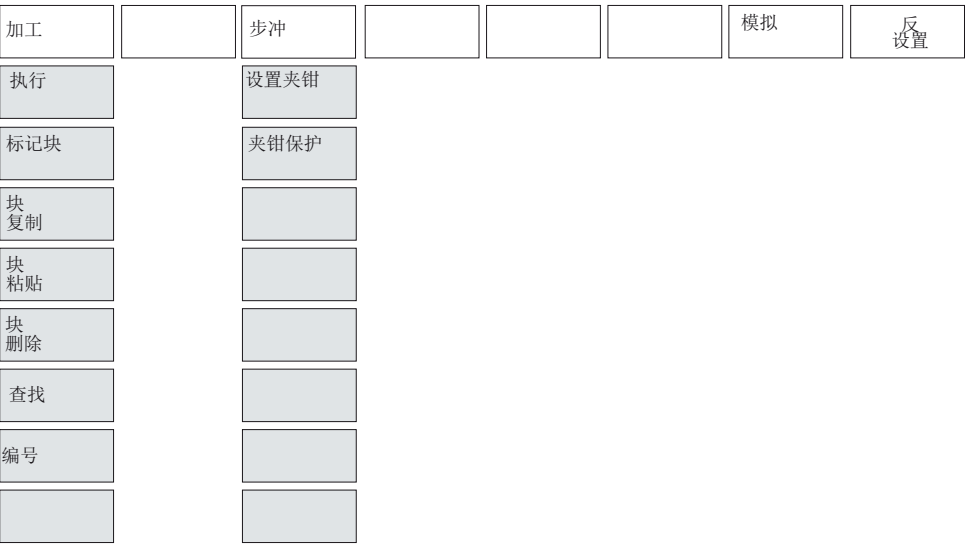 加工
步冲
模拟
反
设置
执行
设置夹钳
标记块
夹钳保护
块
复制
块
粘贴
块
删除
查找
编号